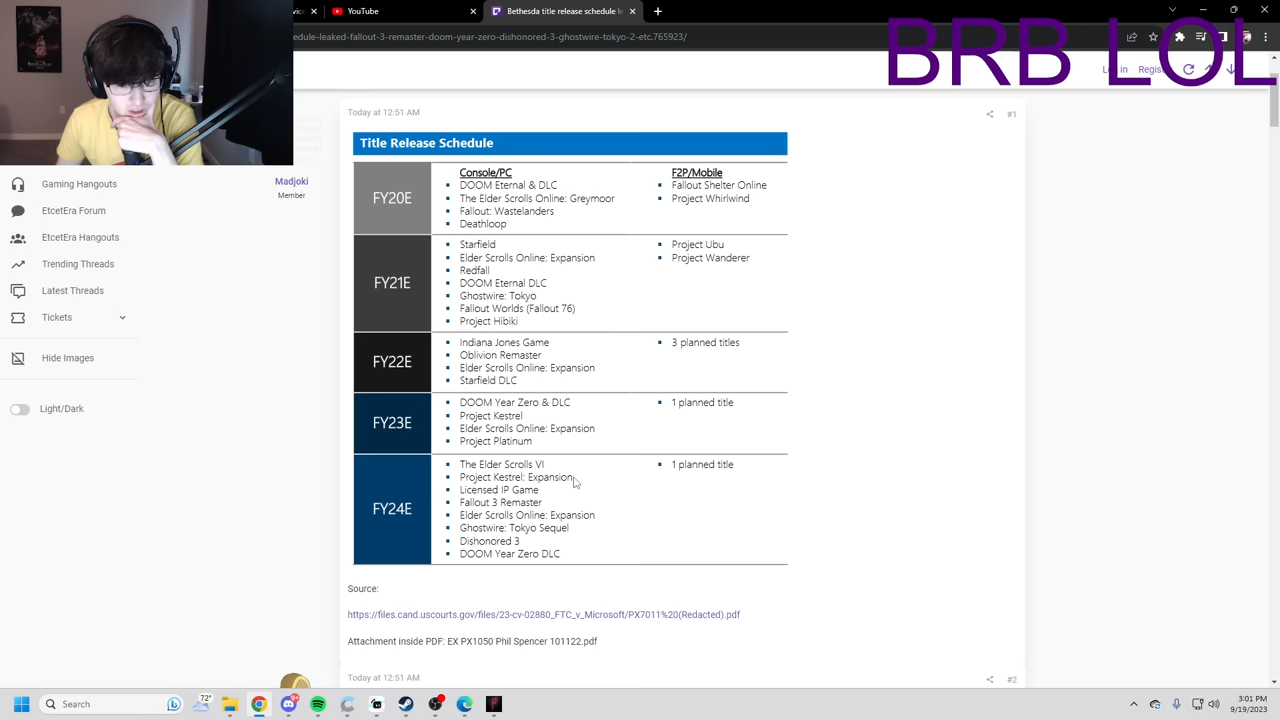 YouTube
BRB LOL
-schedule-leaked-fallout-remaster-doom-dishonored-3-ghostwire-tokyo-2-etc.765923/
Today at 12:51 AM
#1
Title Release Schedule
Madjoki
Member
Gaming Hangouts
EtcetEra Forum
EtcetEra Hangouts
Trending Threads
Latest Threads
Tickets
Hide Images
Light/Dark
Console/PC
F2P/Mobile
FY20E
DOOM Eternal & DLC
The Elder Scrolls Online: Greymoor
Fallout: Wastelanders
Deathloop
Fallout Shelter Online
Project Whirlwind
FY21E
Starfield
Elder Scrolls Online: Expansion
Redfall
DOOM Eternal DLC
Ghostwire: Tokyo
Fallout Worlds (Fallout 76)
Project Hibiki
Project Ubu
Project Wanderer
FY22E
Indiana Jones Game
Oblivion Remaster
Elder Scrolls Online: Expansion
Starfield DLC
3 planned titles
FY23E
DOOM Year Zero & DLC
Project Kestrel
Elder Scrolls Online: Expansion
Project Platinum
1 planned title
FY24E
The Elder Scrolls VI
Project Kestrel: Expansion
Licensed IP Game
Fallout 3 Remaster
Elder Scrolls Online: Expansion
Ghostwire: Tokyo Sequel
Dishonored 3
DOOM Year Zero DLC
1 planned title
Source:
https://files.cand.uscourts.gov/files/23-cv-02880_FTC_v_Microsoft/PX7011%20(Redacted).pdf
Attachment inside PDF: EX PX1050 Phil Spencer 101122.pdf
Today at 12:51 AM
#2
Search
72°
3:01 PM
9/19/2023